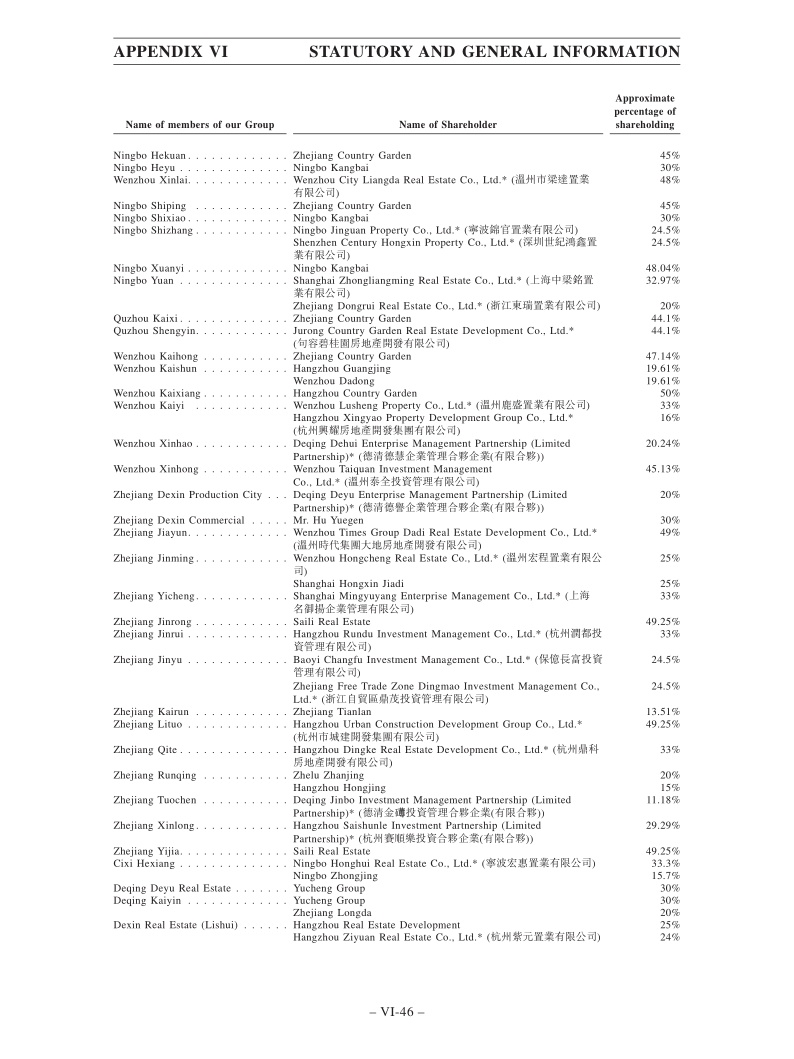 APPENDIX VI STATUTORY AND GENERAL INFORMATION
Approximate
percentage of
Name of members of our Group Name of Shareholder shareholding
Ningbo Hekuan . . . . . . . . . . . . . Zhejiang Country Garden 45%
Ningbo Heyu . . . . . . . . . . . . . . Ningbo Kangbai 30%
Wenzhou Xinlai. . . . . . . . . . . . . Wenzhou City Liangda Real Estate Co., Ltd.* (溫州市梁達置業 48%
有限公司)
Ningbo Shiping . . . . . . . . . . . . Zhejiang Country Garden 45%
Ningbo Shixiao . . . . . . . . . . . . . Ningbo Kangbai 30%
Ningbo Shizhang . . . . . . . . . . . . Ningbo Jinguan Property Co., Ltd.* (寧波錦官置業有限公司) 24.5%
Shenzhen Century Hongxin Property Co., Ltd.* (深圳世紀鴻鑫置 24.5%
業有限公司)
Ningbo Xuanyi . . . . . . . . . . . . . Ningbo Kangbai 48.04%
Ningbo Yuan . . . . . . . . . . . . . . Shanghai Zhongliangming Real Estate Co., Ltd.* (上海中梁銘置 32.97%
業有限公司)
Zhejiang Dongrui Real Estate Co., Ltd.* (浙江東瑞置業有限公司) 20%
Quzhou Kaixi . . . . . . . . . . . . . . Zhejiang Country Garden 44.1%
Quzhou Shengyin. . . . . . . . . . . . Jurong Country Garden Real Estate Development Co., Ltd.* 44.1%
(句容碧桂園房地產開發有限公司)
Wenzhou Kaihong . . . . . . . . . . . Zhejiang Country Garden 47.14%
Wenzhou Kaishun . . . . . . . . . . . Hangzhou Guangjing 19.61%
Wenzhou Dadong 19.61%
Wenzhou Kaixiang . . . . . . . . . . . Hangzhou Country Garden 50%
Wenzhou Kaiyi . . . . . . . . . . . . Wenzhou Lusheng Property Co., Ltd.* (溫州鹿盛置業有限公司) 33%
Hangzhou Xingyao Property Development Group Co., Ltd.* 16%
(杭州興耀房地產開發集團有限公司)
Wenzhou Xinhao . . . . . . . . . . . . Deqing Dehui Enterprise Management Partnership (Limited 20.24%
Partnership)* (德清德慧企業管理合夥企業(有限合夥))
Wenzhou Xinhong . . . . . . . . . . . Wenzhou Taiquan Investment Management 45.13%
Co., Ltd.* (溫州泰全投資管理有限公司)
Zhejiang Dexin Production City . . . Deqing Deyu Enterprise Management Partnership (Limited 20%
Partnership)* (德清德譽企業管理合夥企業(有限合夥))
Zhejiang Dexin Commercial . . . . . Mr. Hu Yuegen 30%
Zhejiang Jiayun. . . . . . . . . . . . . Wenzhou Times Group Dadi Real Estate Development Co., Ltd.* 49%
(溫州時代集團大地房地產開發有限公司)
Zhejiang Jinming . . . . . . . . . . . . Wenzhou Hongcheng Real Estate Co., Ltd.* (溫州宏程置業有限公 25%
司)
Shanghai Hongxin Jiadi 25%
Zhejiang Yicheng . . . . . . . . . . . . Shanghai Mingyuyang Enterprise Management Co., Ltd.* (上海 33%
名御揚企業管理有限公司)
Zhejiang Jinrong . . . . . . . . . . . . Saili Real Estate 49.25%
Zhejiang Jinrui . . . . . . . . . . . . . Hangzhou Rundu Investment Management Co., Ltd.* (杭州潤都投 33%
資管理有限公司)
Zhejiang Jinyu . . . . . . . . . . . . . Baoyi Changfu Investment Management Co., Ltd.* (保億長富投資 24.5%
管理有限公司)
Zhejiang Free Trade Zone Dingmao Investment Management Co., 24.5%
Ltd.* (浙江自貿區鼎茂投資管理有限公司)
Zhejiang Kairun . . . . . . . . . . . . Zhejiang Tianlan 13.51%
Zhejiang Lituo . . . . . . . . . . . . . Hangzhou Urban Construction Development Group Co., Ltd.* 49.25%
(杭州市城建開發集團有限公司)
Zhejiang Qite . . . . . . . . . . . . . . Hangzhou Dingke Real Estate Development Co., Ltd.* (杭州鼎科 33%
房地產開發有限公司)
Zhejiang Runqing . . . . . . . . . . . Zhelu Zhanjing 20%
Hangzhou Hongjing 15%
Zhejiang Tuochen . . . . . . . . . . . Deqing Jinbo Investment Management Partnership (Limited 11.18%
Partnership)* (德清金投資管理合夥企業(有限合夥))
Zhejiang Xinlong . . . . . . . . . . . . Hangzhou Saishunle Investment Partnership (Limited 29.29%
Partnership)* (杭州賽順樂投資合夥企業(有限合夥))
Zhejiang Yijia. . . . . . . . . . . . . . Saili Real Estate 49.25%
Cixi Hexiang . . . . . . . . . . . . . . Ningbo Honghui Real Estate Co., Ltd.* (寧波宏惠置業有限公司) 33.3%
Ningbo Zhongjing 15.7%
Deqing Deyu Real Estate . . . . . . . Yucheng Group 30%
Deqing Kaiyin . . . . . . . . . . . . . Yucheng Group 30%
Zhejiang Longda 20%
Dexin Real Estate (Lishui) . . . . . . Hangzhou Real Estate Development 25%
Hangzhou Ziyuan Real Estate Co., Ltd.* (杭州紫元置業有限公司) 24%
– VI-46 –